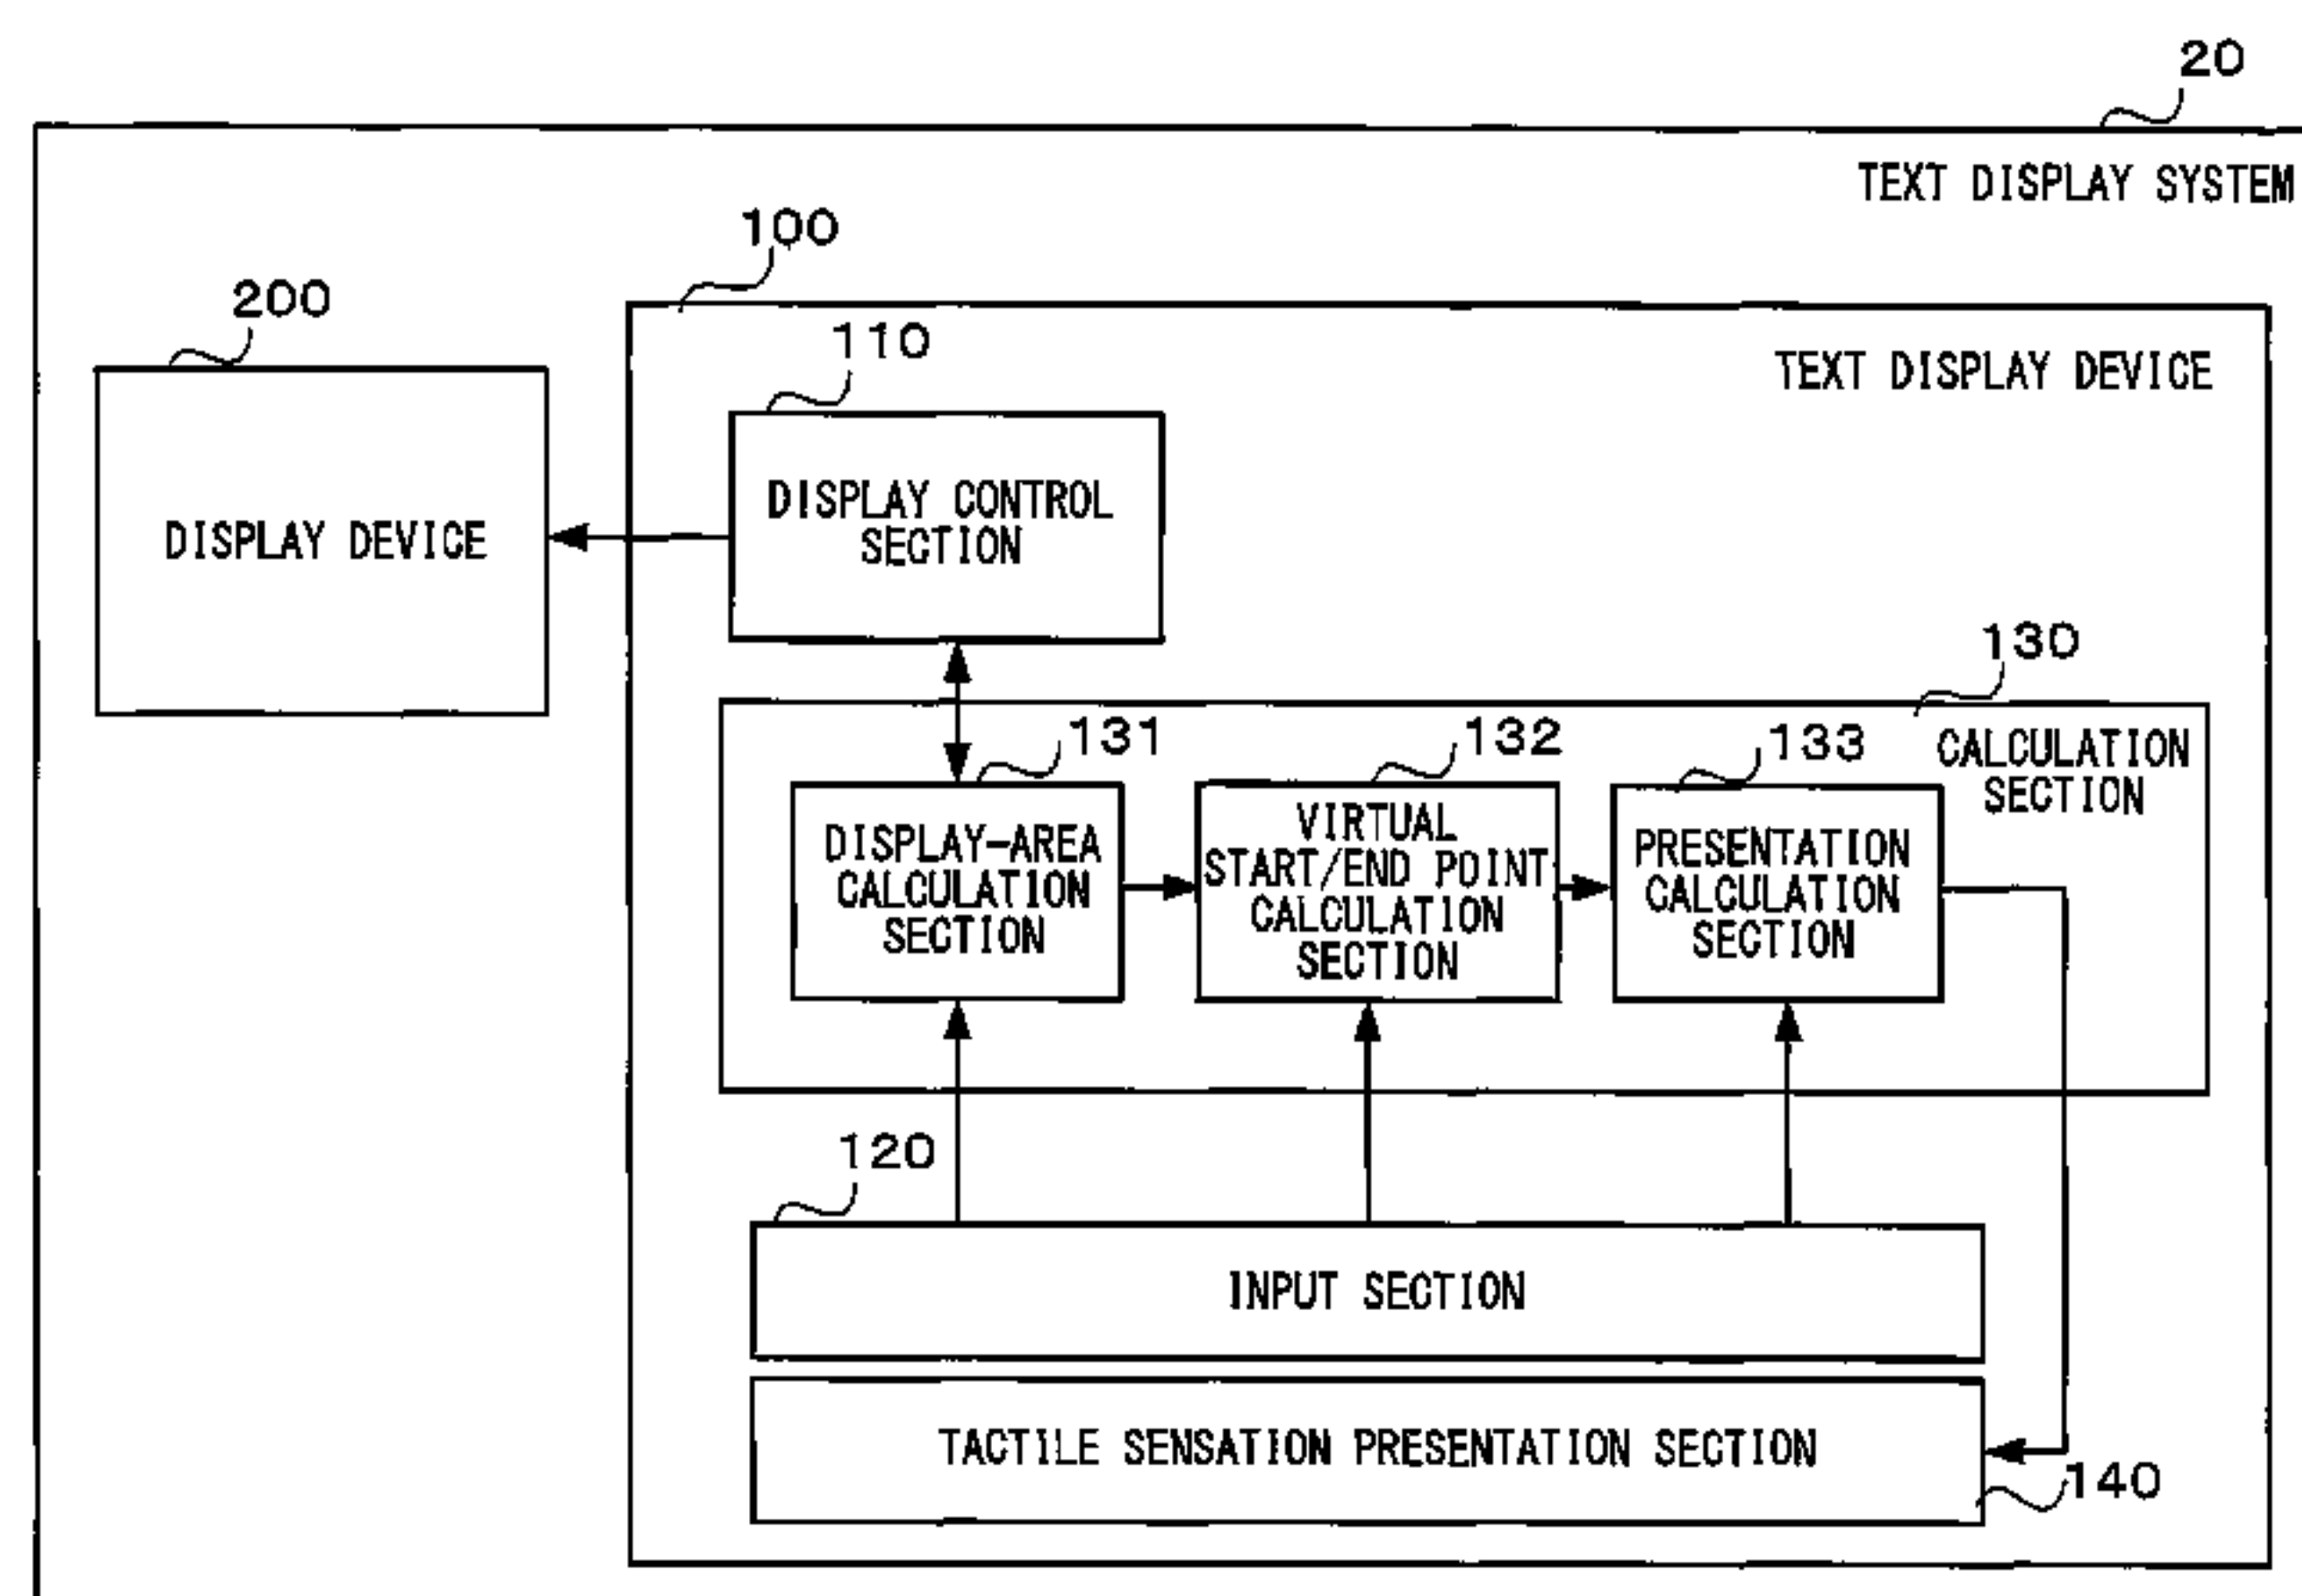 20
TEXT DISPLAY SYSTEM
100
200
110
TEXT DISPLAY DEVICE
DISPLAY CONTROL
SECTION
DISPLAY DEVICE
130
CALCULATION
SECTION
131
132
133
DISPLAY-AREA
CALCULATION
SECTION
VIRTUAL
START/END POINT
CALCULATION
SECTION
PRESENTATION
CALCULATION
SECTION
120
INPUT SECTION
TACTILE SENSATION PRESENTATION SECTION
140